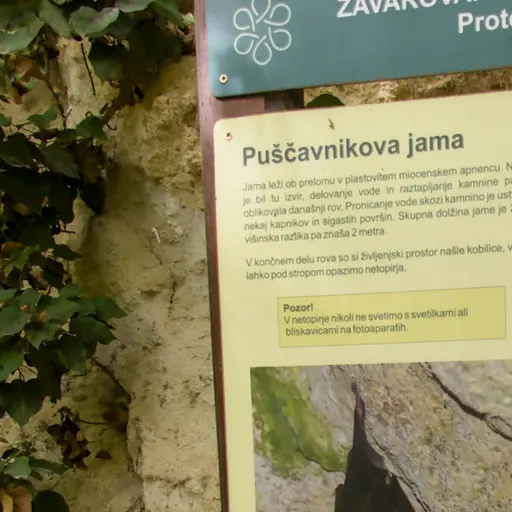 ZAVAROVA
Prote
Puščavnikova jama
Jama leži ob prelomu v plastovitem miocenskem apnencu. N
je bil tu izvir, delovanje vode in raztapljanje kamnine pa
oblikovala današnji rov. Pronicanje vode skozi kamnino je ust
nekaj kapnikov in sigastih površin. Skupna dolžina jame je 2
višinska razlika pa znaša 2 metra.
V končnem delu rova so si življenjski prostor našle kobilice, v
lahko pod stropom opazimo netopirja.
Pozor!
V netopirje nikoli ne svetimo s svetilkami ali
bliskavicami na fotoaparatih.